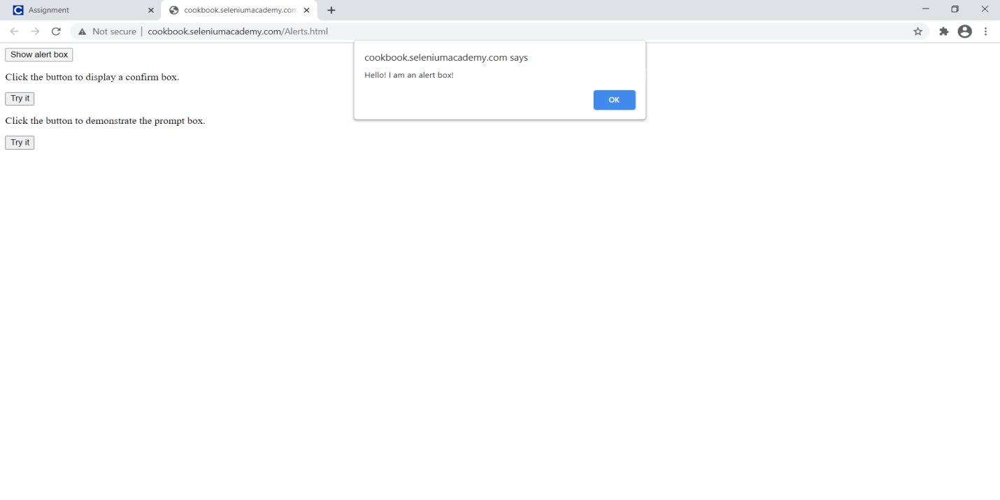 Assignment
cookbook.seleniumacademy.com
Not secure | cookbook.seleniumacademy.com/Alerts.html
Show alert box
Click the button to display a confirm box.
Try it
Click the button to demonstrate the prompt box.
Try it
cookbook.seleniumacademy.com says
Hello! I am an alert box!
OK